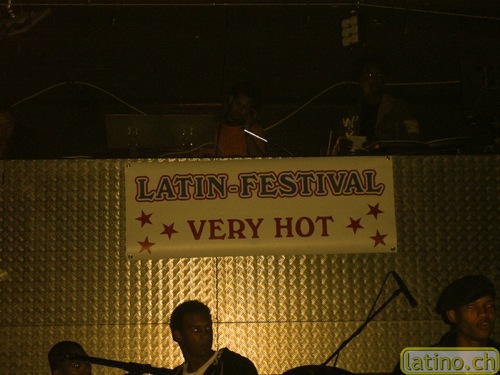 LATIN-FESTIVAL
VERY HOT
latino.ch